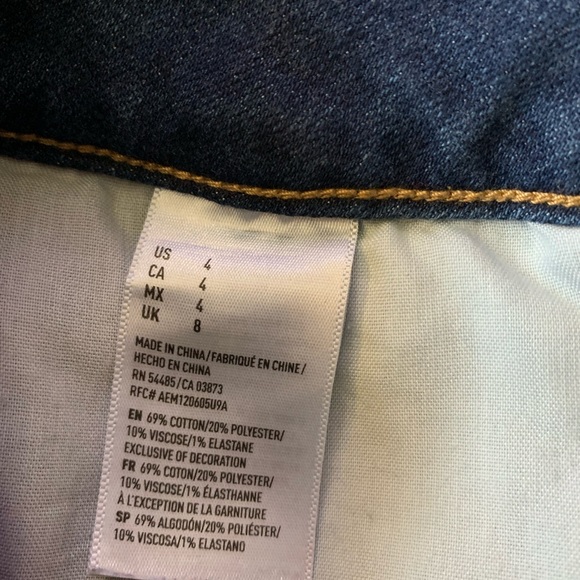 US 4
CA 4
MX 4
UK 8
MADE IN CHINA/FABRIQUÉ EN CHINE/
HECHO EN CHINA
RN 54485/CA 03873
RFC# AEM120605U9A
EN 69% COTTON/20% POLYESTER/
10% VISCOSE/1% ELASTANE
EXCLUSIVE OF DECORATION
FR 69% COTON/20% POLYESTER/
10% VISCOSE/1% ÉLASTHANNE
À L'EXCEPTION DE LA GARNITURE
SP 69% ALGODÓN/20% POLIÉSTER/
10% VISCOSA/1% ELASTANO